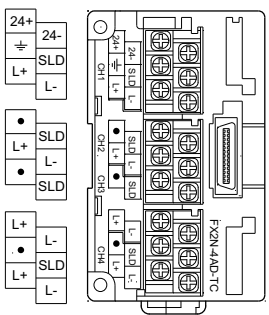 24+
24-
⏚
SLD
L+
L-
•
SLD
L+
L-
•
SLD
L+
L-
•
SLD
L+
L-
24+
24-
⏚
SLD
L+
L-
CH1
•
SLD
L+
L-
•
SLD
CH2
CH3
L+
L-
•
SLD
L+
L-
CH4
FX2N-4AD-TC